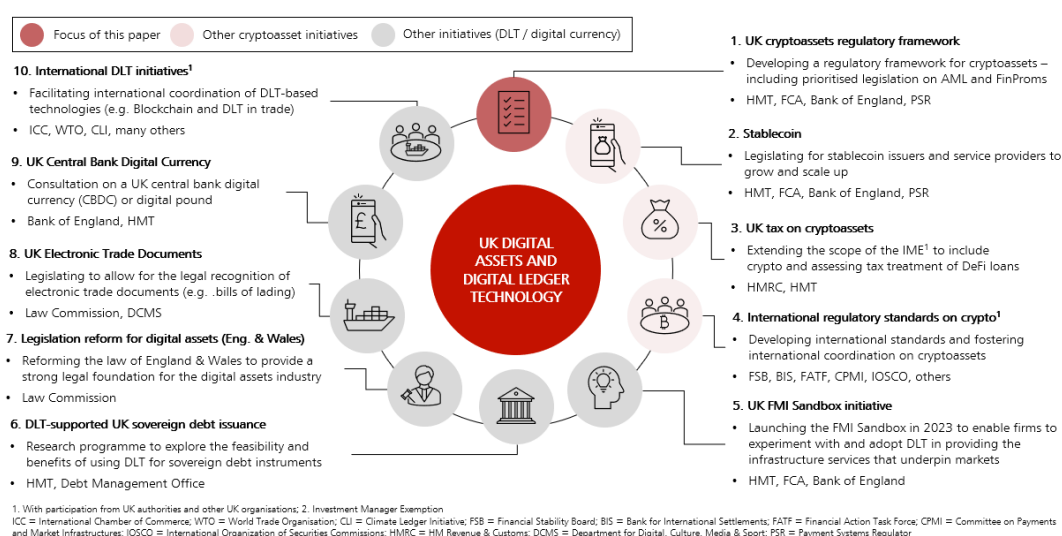 Focus of this paper
Other cryptoasset initiatives
Other initiatives (DLT / digital currency)
1. UK cryptoassets regulatory framework
• Developing a regulatory framework for cryptoassets –
including prioritised legislation on AML and FinProms
• HMT, FCA, Bank of England, PSR
2. Stablecoin
• Legislating for stablecoin issuers and service providers to
grow and scale up
• HMT, FCA, Bank of England, PSR
3. UK tax on cryptoassets
• Extending the scope of the IME¹ to include
crypto and assessing tax treatment of DeFi loans
• HMRC, HMT
4. International regulatory standards on crypto¹
• Developing international standards and fostering
international coordination on cryptoassets
• FSB, BIS, FATF, CPMI, IOSCO, others
5. UK FMI Sandbox initiative
• Launching the FMI Sandbox in 2023 to enable firms to
experiment with and adopt DLT in providing the
infrastructure services that underpin markets
• HMT, FCA, Bank of England
10. International DLT initiatives¹
• Facilitating international coordination of DLT-based
technologies (e.g. Blockchain and DLT in trade)
• ICC, WTO, CLI, many others
9. UK Central Bank Digital Currency
• Consultation on a UK central bank digital
currency (CBDC) or digital pound
• Bank of England, HMT
8. UK Electronic Trade Documents
• Legislating to allow for the legal recognition of
electronic trade documents (e.g. .bills of lading)
• Law Commission, DCMS
7. Legislation reform for digital assets (Eng. & Wales)
• Reforming the law of England & Wales to provide a
strong legal foundation for the digital assets industry
• Law Commission
6. DLT-supported UK sovereign debt issuance
• Research programme to explore the feasibility and
benefits of using DLT for sovereign debt instruments
• HMT, Debt Management Office
UK DIGITAL
ASSETS AND
DIGITAL LEDGER
TECHNOLOGY
£
%
B
1. With participation from UK authorities and other UK organisations; 2. Investment Manager Exemption
ICC = International Chamber of Commerce; WTO = World Trade Organisation; CLI = Climate Ledger Initiative; FSB = Financial Stability Board; BIS = Bank for International Settlements; FATF = Financial Action Task Force; CPMI = Committee on Payments
and Market Infrastructures; IOSCO = International Organization of Securities Commissions; HMRC = HM Revenue & Customs; DCMS = Department for Digital, Culture, Media & Sport; PSR = Payment Systems Regulator